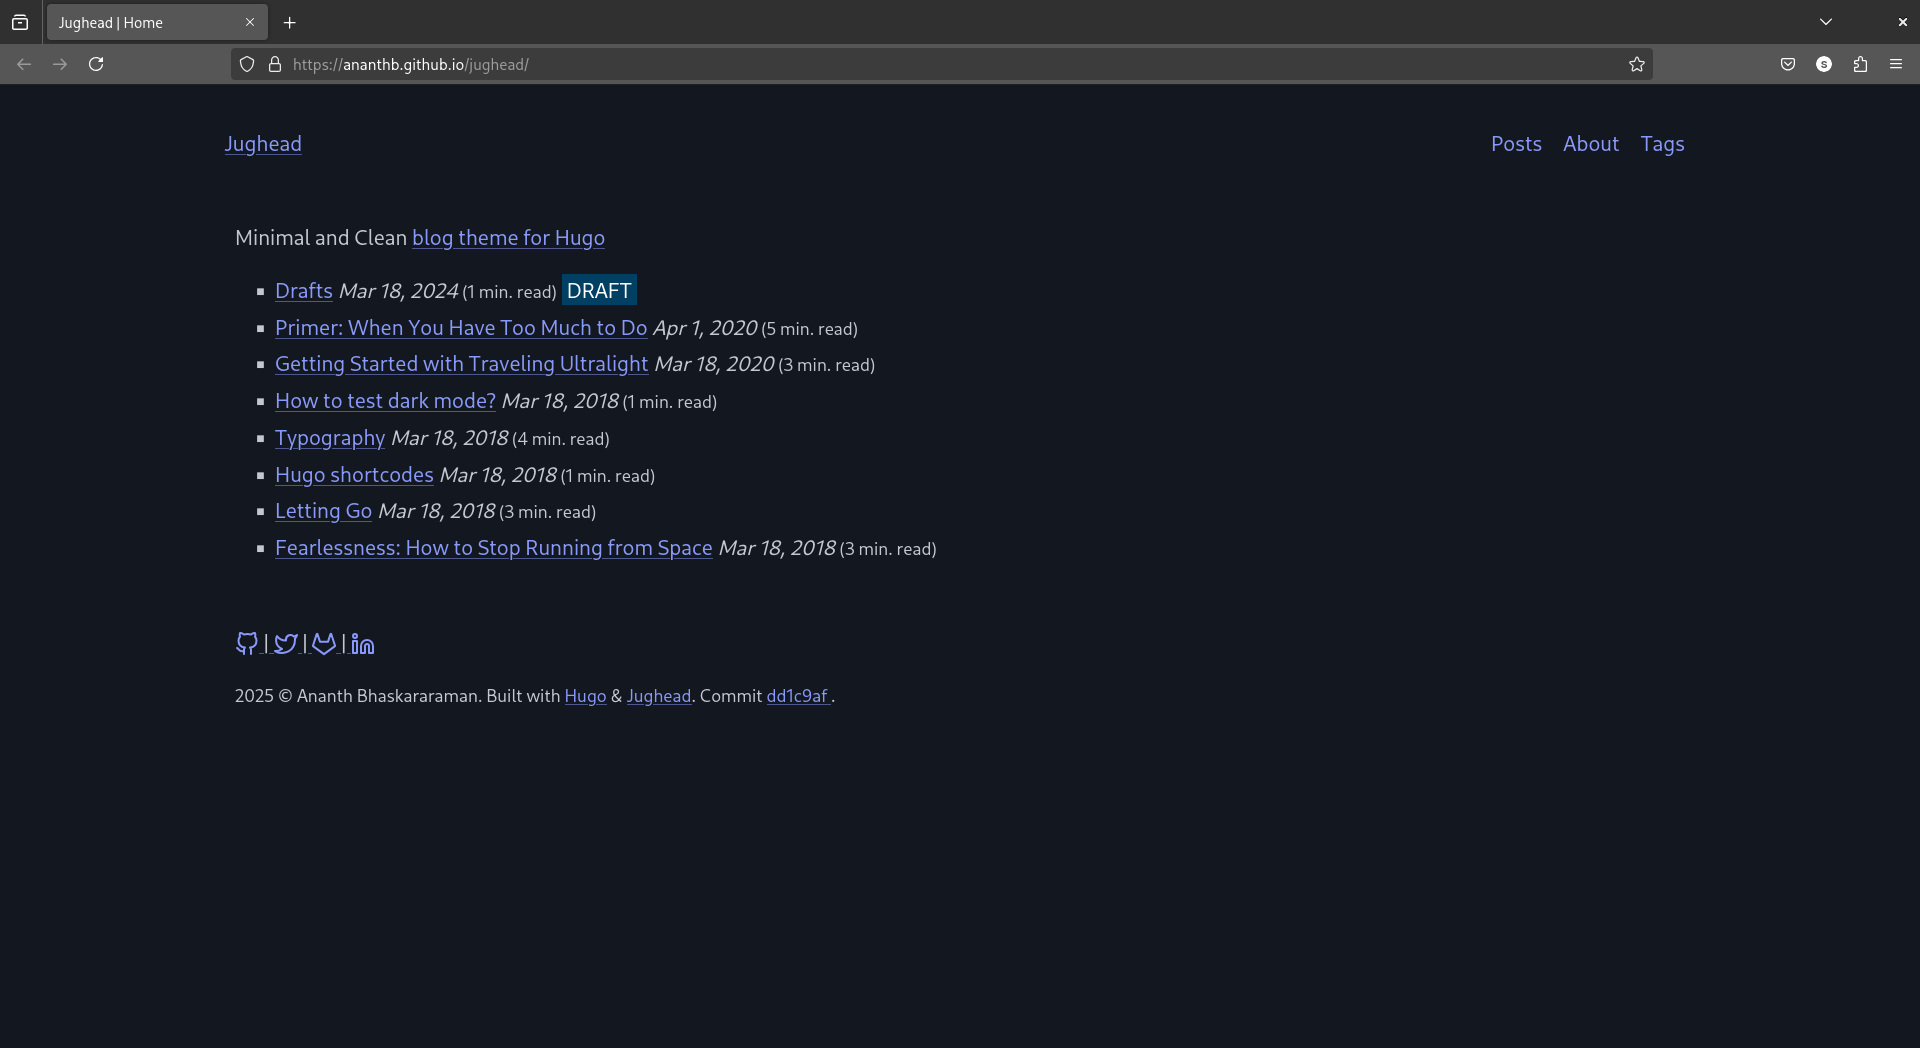 Jughead | Home
https://ananthb.github.io/jughead/
S
Jughead
Posts About Tags
Minimal and Clean blog theme for Hugo
Drafts Mar 18, 2024 (1 min. read) DRAFT
Primer: When You Have Too Much to Do Apr 1, 2020 (5 min. read)
Getting Started with Traveling Ultralight Mar 18, 2020 (3 min. read)
How to test dark mode? Mar 18, 2018 (1 min. read)
Typography Mar 18, 2018 (4 min. read)
Hugo shortcodes Mar 18, 2018 (1 min. read)
Letting Go Mar 18, 2018 (3 min. read)
Fearlessness: How to Stop Running from Space Mar 18, 2018 (3 min. read)
| | |
2025 © Ananth Bhaskararaman. Built with Hugo & Jughead. Commit dd1c9af .